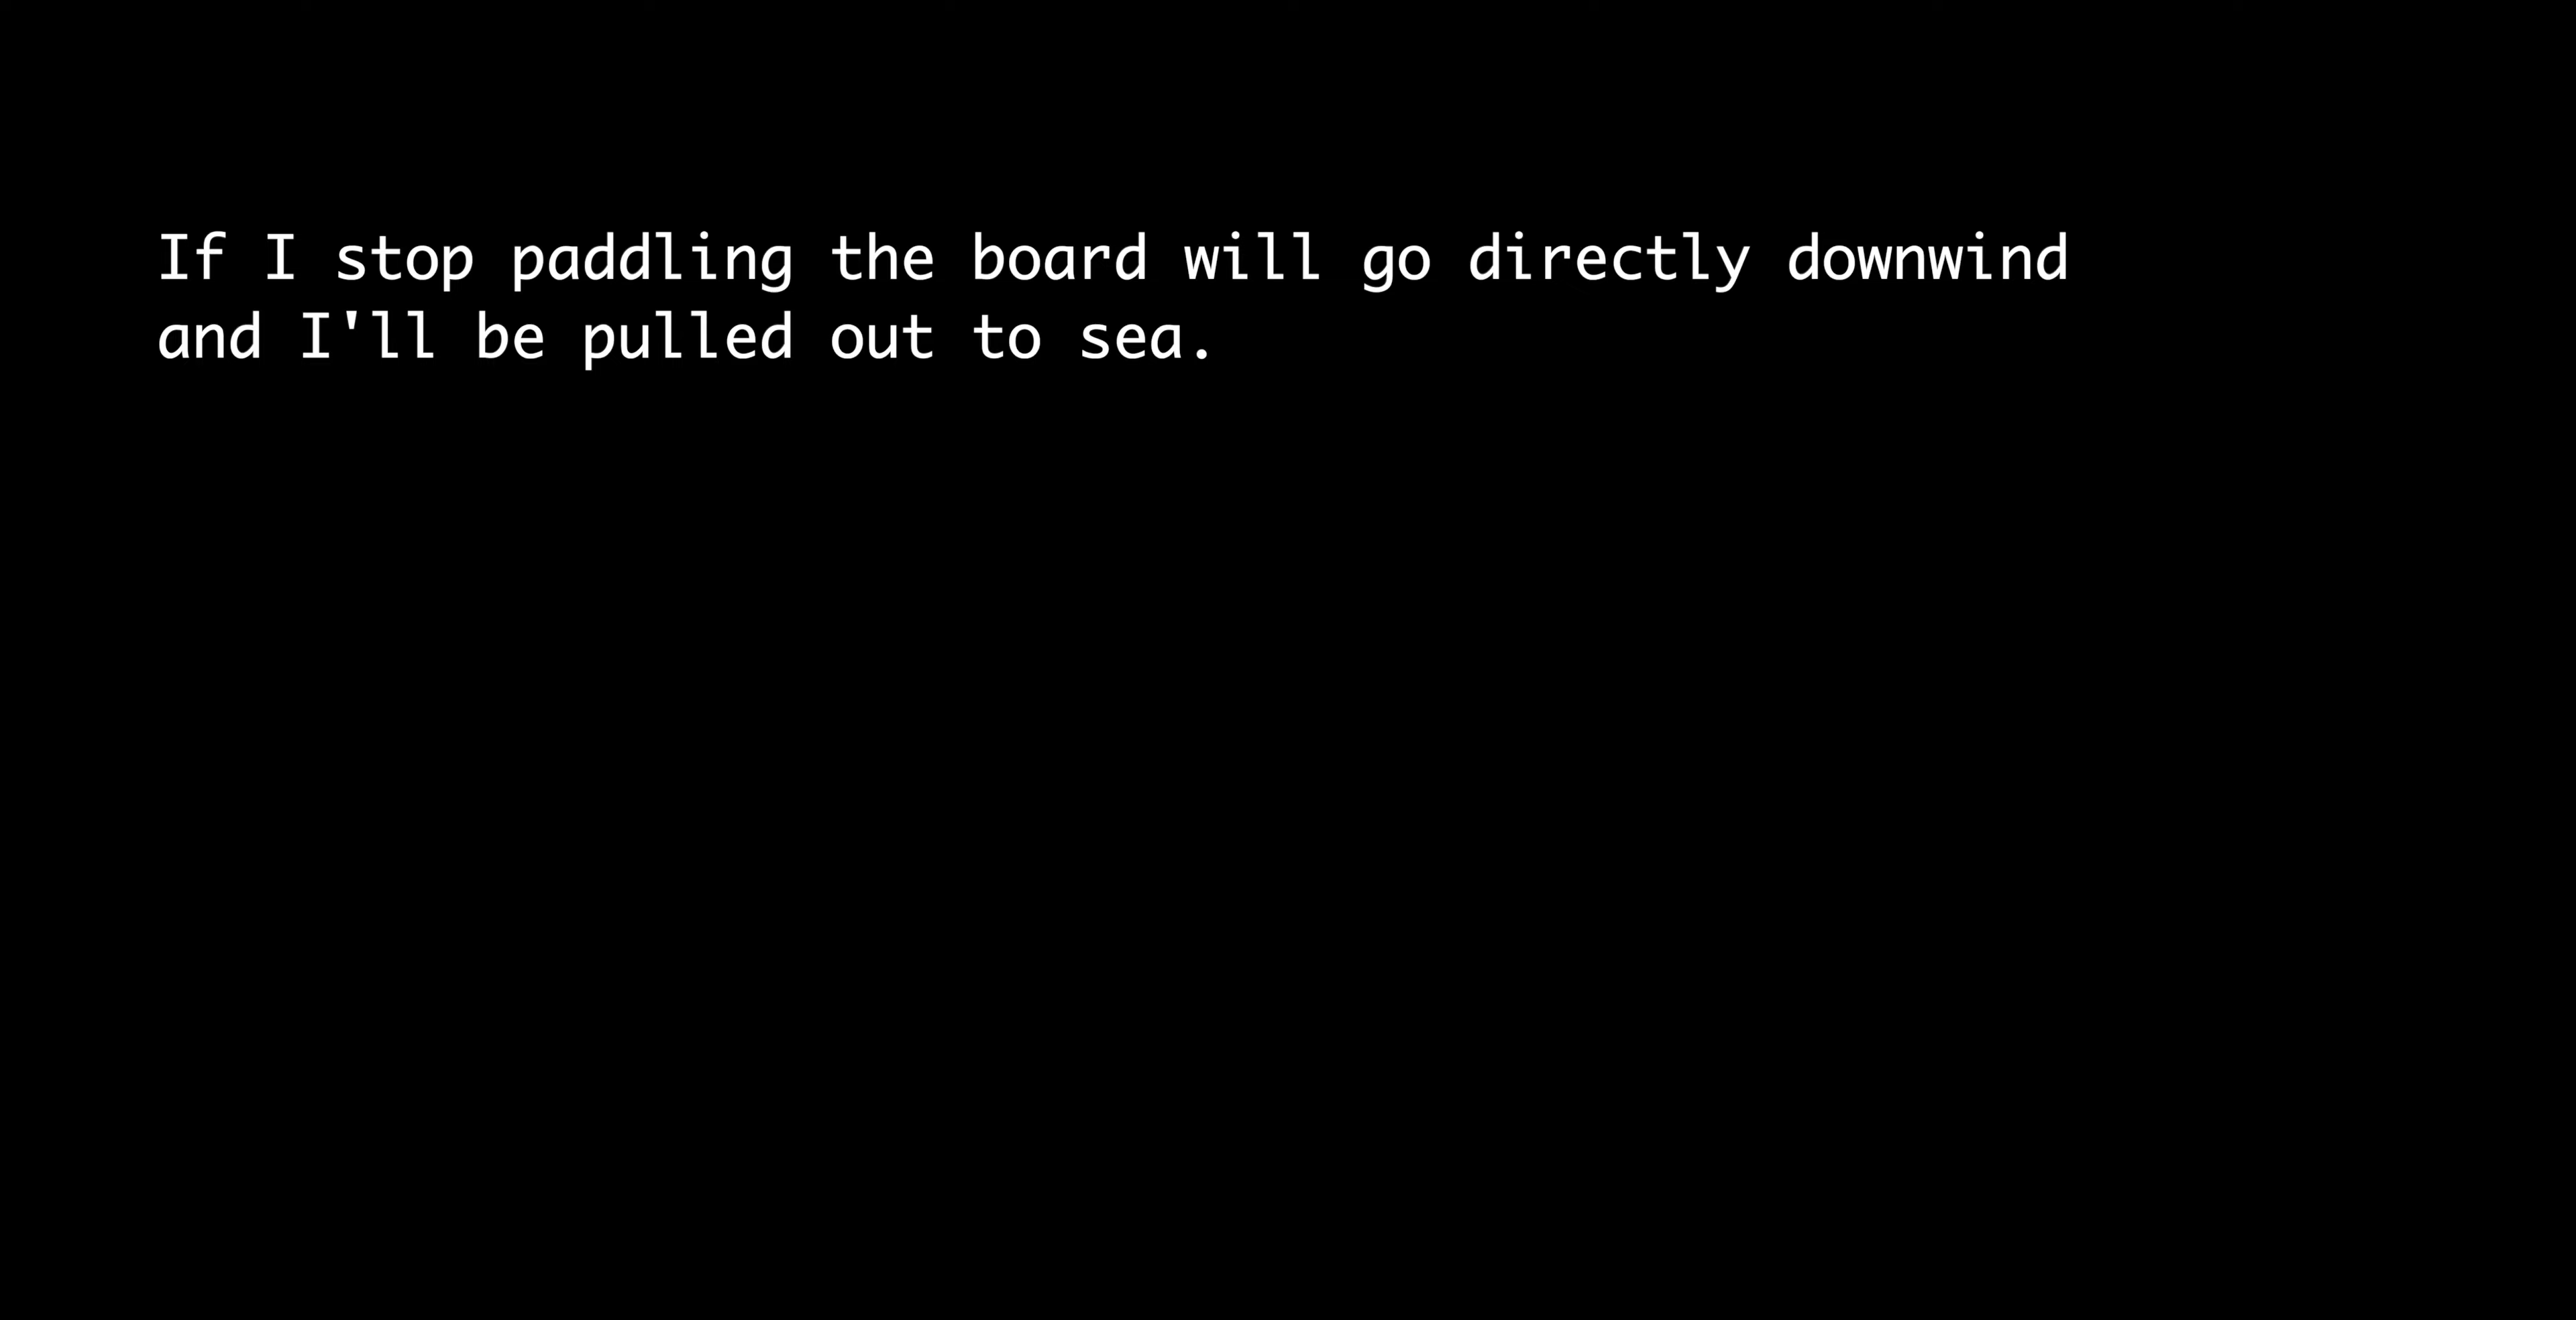 If I stop paddling the board will go directly downwind
and I'll be pulled out to sea.